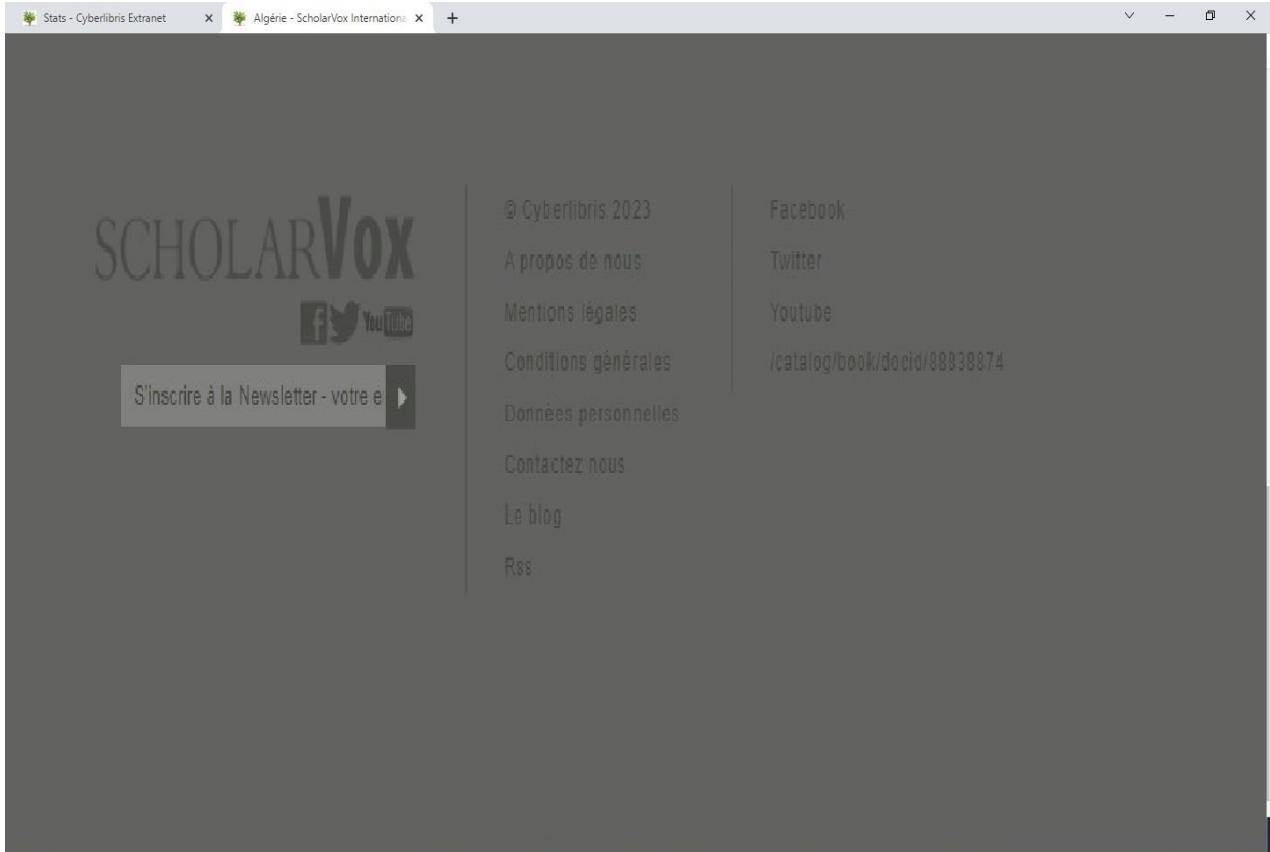 Stats - Cyberlibris Extranet
Algérie - ScholarVox Internationa
SCHOLARVOX
f YouTube
S'inscrire à la Newsletter - votre e
© Cyberlibris 2023
A propos de nous
Mentions légales
Conditions générales
Données personnelles
Contactez nous
Le blog
Rss
Facebook
Twitter
Youtube
/catalog/book/docid/88838874